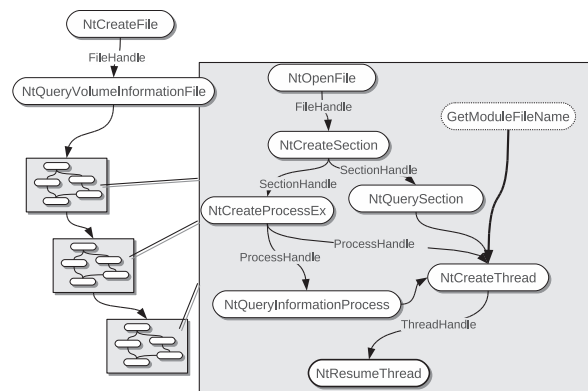 NtCreateFile
FileHandle
NtQueryVolumeInformationFile
NtOpenFile
FileHandle
GetModuleFileName
NtCreateSection
SectionHandle
SectionHandle
NtQuerySection
NtCreateProcessEx
ProcessHandle
ProcessHandle
NtCreateThread
NtQueryInformationProcess
ThreadHandle
NtResumeThread